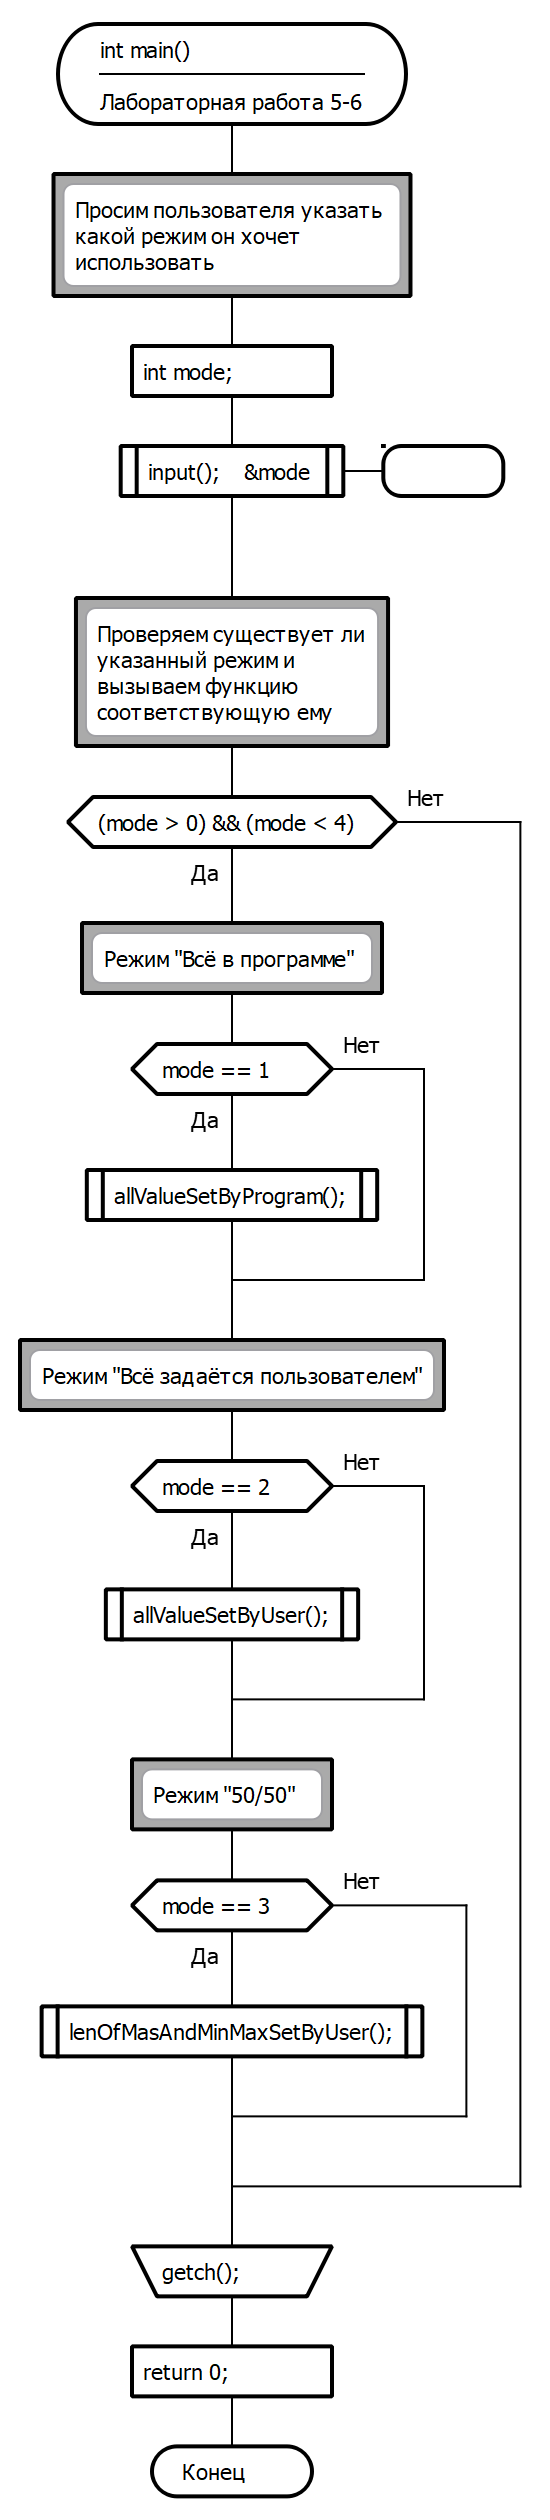 int main()
Лабораторная работа 5-6
Просим пользователя указать
какой режим он хочет
использовать
int mode;
input();    &mode
Проверяем существует ли
указанный режим и
вызываем функцию
соответствующую ему
Нет
(mode > 0) && (mode < 4)
Да
Режим "Всё в программе"
Нет
mode == 1
Да
allValueSetByProgram();
Режим "Всё задаётся пользователем"
Нет
mode == 2
Да
allValueSetByUser();
Режим "50/50"
Нет
mode == 3
Да
lenOfMasAndMinMaxSetByUser();
getch();
return 0;
Конец